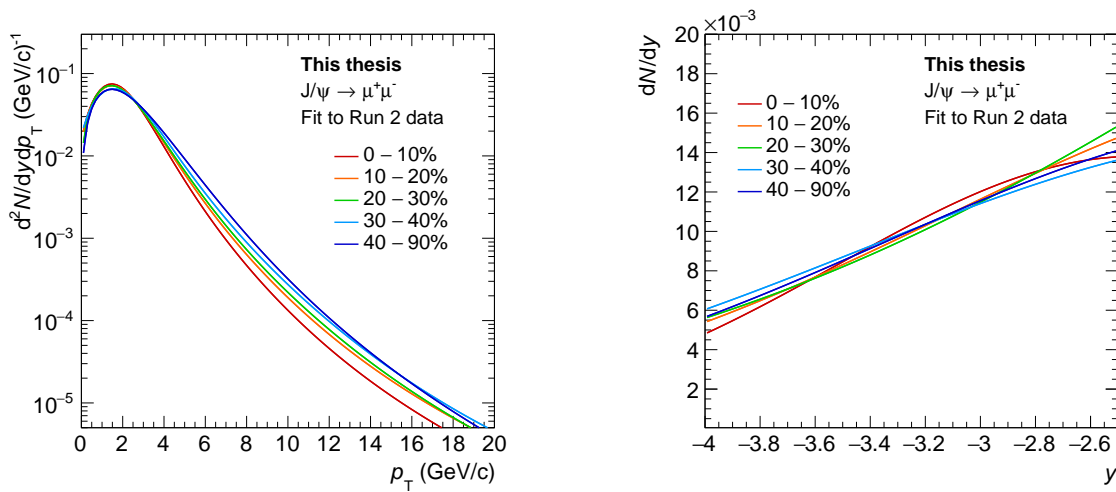 This thesis
J/ψ → μ⁺μ⁻
Fit to Run 2 data
0 – 10%
10 – 20%
20 – 30%
30 – 40%
40 – 90%
d²N/dydp_T (GeV/c)⁻¹
10⁻¹
10⁻²
10⁻³
10⁻⁴
10⁻⁵
0 2 4 6 8 10 12 14 16 18 20
p_T (GeV/c)
×10⁻³
dN/dy
This thesis
J/ψ → μ⁺μ⁻
Fit to Run 2 data
0 – 10%
10 – 20%
20 – 30%
30 – 40%
40 – 90%
20
18
16
14
12
10
8
6
4
2
−4 −3.8 −3.6 −3.4 −3.2 −3 −2.8 −2.6
y